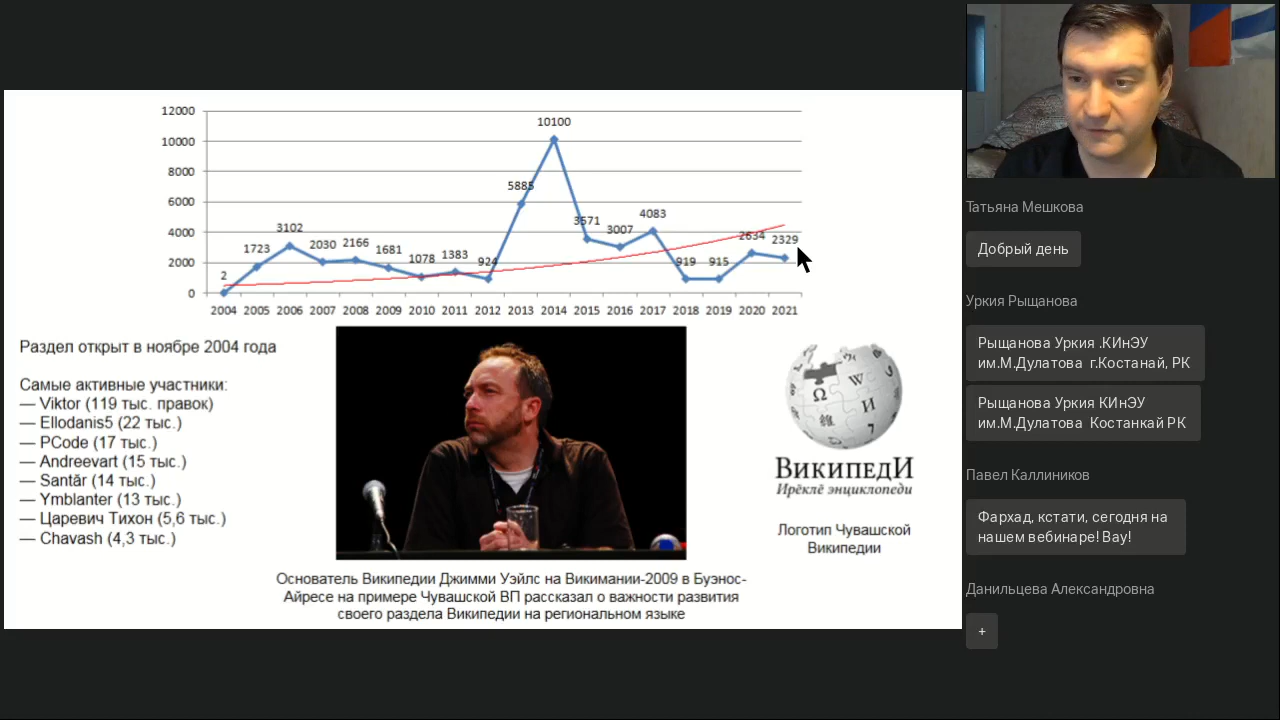 12000
10000
8000
6000
4000
2000
0
2
1723
3102
2030
2166
1681
1078
1383
924
5885
10100
3571
3007
4083
919
915
2634
2329
2004 2005 2006 2007 2008 2009 2010 2011 2012 2013 2014 2015 2016 2017 2018 2019 2020 2021
Раздел открыт в ноябре 2004 года
Самые активные участники:
— Viktor (119 тыс. правок)
— Ellodanis5 (22 тыс.)
— PCode (17 тыс.)
— Andreevart (15 тыс.)
— Santăr (14 тыс.)
— Ymblanter (13 тыс.)
— Царевич Тихон (5,6 тыс.)
— Chavash (4,3 тыс.)
Основатель Википедии Джимми Уэйлс на Викимании-2009 в Буэнос-
Айресе на примере Чувашской ВП рассказал о важности развития
своего раздела Википедии на региональном языке
Ω W И
ВикипедИ
Ирӗклӗ энциклопеди
Логотип Чувашской
Википедии
Татьяна Мешкова
Добрый день
Уркия Рыщанова
Рыщанова Уркия .КИнЭУ
им.М.Дулатова г.Костанай, РК
Рыщанова Уркия КИнЭУ
им.М.Дулатова Костанкай РК
Павел Каллиников
Фархад, кстати, сегодня на
нашем вебинаре! Вау!
Данильцева Александровна
+